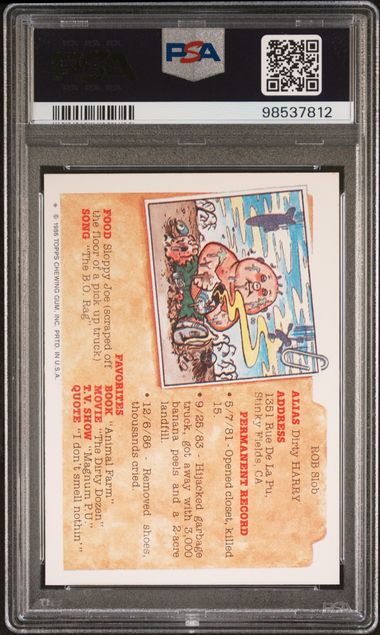 PSA
98537812
ROB Slob
ALIAS Dirty HARRY
ADDRESS
1351 Rue De La Pu,
Stinky Fields, CA
PERMANENT RECORD
• 5/7/81 - Opened closet, killed
15.
• 9/25/83 Hijacked garbage
truck, got away with 3,000
banana peels and a 2-acre
landfill.
• 12/6/86 - Removed shoes,
thousands cried.
FAVORITES
FOOD Sloppy Joe (scraped off
the floor of a pick up truck)
SONG "The B.O. Rag"
BOOK "Animal Farm"
MOVIE "The Dirty Dozen"
T.V. SHOW "Magnum P.U."
QUOTE "I don't smell nothin'"
* © 1986 TOPPS CHEWING GUM, INC. PRTD. IN U.S.A.